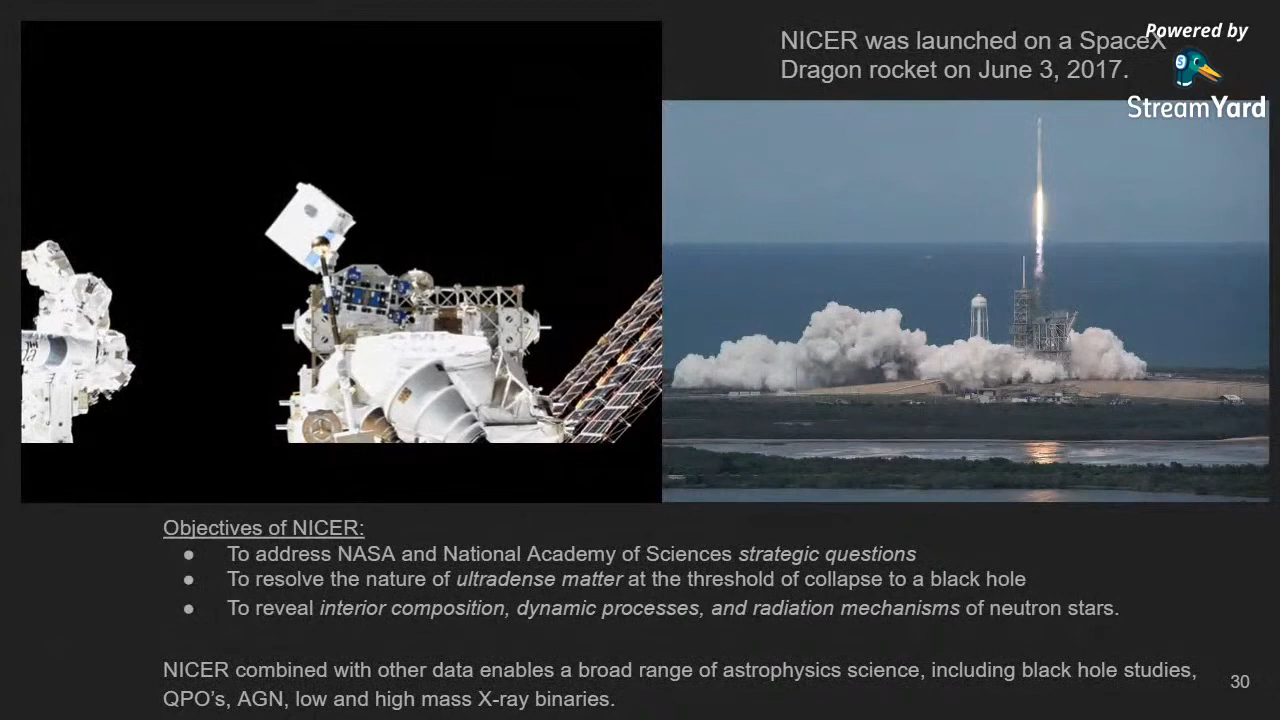 NICER was launched on a SpaceX
Dragon rocket on June 3, 2017.
Powered by
S
StreamYard
Objectives of NICER:
● To address NASA and National Academy of Sciences strategic questions
● To resolve the nature of ultradense matter at the threshold of collapse to a black hole
● To reveal interior composition, dynamic processes, and radiation mechanisms of neutron stars.
NICER combined with other data enables a broad range of astrophysics science, including black hole studies,
QPO's, AGN, low and high mass X-ray binaries.
30